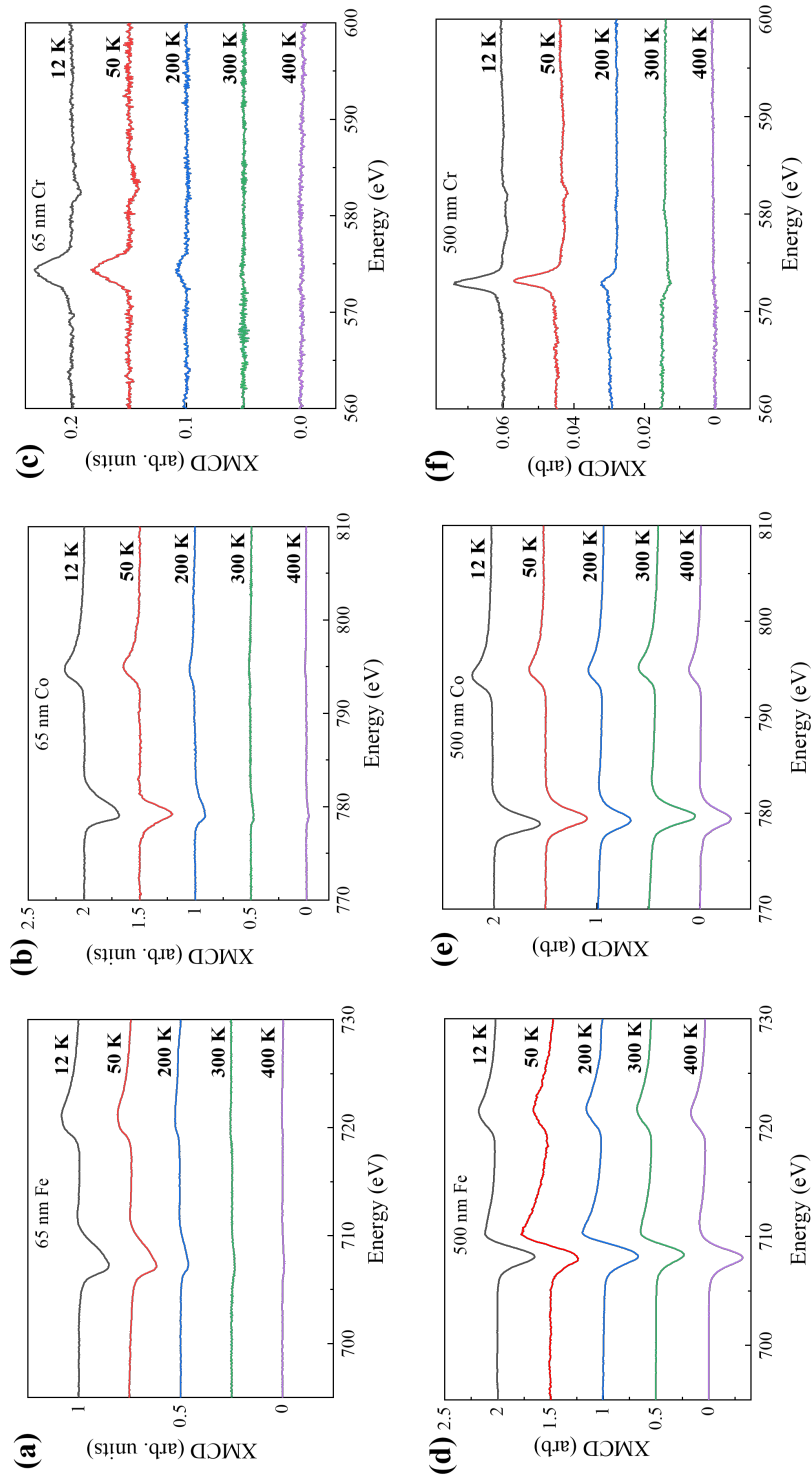 (a)
65 nm Fe
12 K
50 K
200 K
300 K
400 K
1
0.5
0
700 710 720 730
XMCD (arb. units)
Energy (eV)
(b)
65 nm Co
12 K
50 K
200 K
300 K
400 K
2.5
2
1.5
1
0.5
0
770 780 790 800 810
XMCD (arb. units)
Energy (eV)
(c)
65 nm Cr
12 K
50 K
200 K
300 K
400 K
0.2
0.1
0.0
560 570 580 590 600
XMCD (arb. units)
Energy (eV)
(d)
500 nm Fe
12 K
50 K
200 K
300 K
400 K
2.5
2
1.5
1
0.5
0
700 710 720 730
XMCD (arb)
Energy (eV)
(e)
500 nm Co
12 K
50 K
200 K
300 K
400 K
2
1
0
770 780 790 800 810
XMCD (arb)
Energy (eV)
(f)
500 nm Cr
12 K
50 K
200 K
300 K
400 K
0.06
0.04
0.02
0
560 570 580 590 600
XMCD (arb)
Energy (eV)